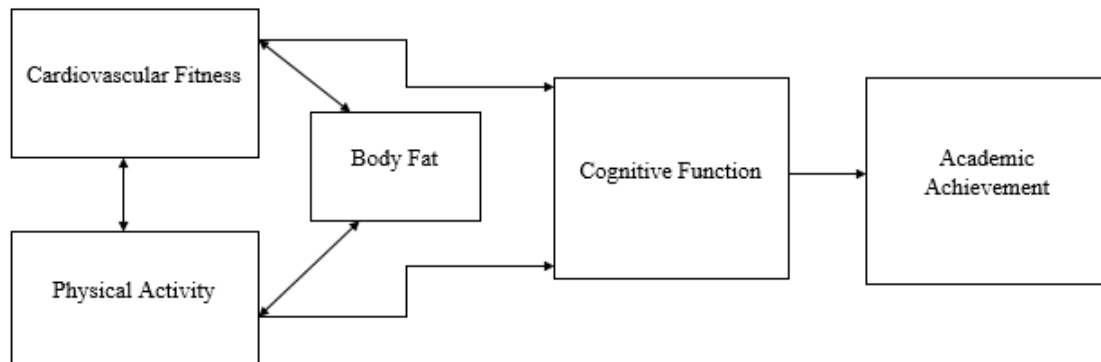 Cardiovascular Fitness
Body Fat
Cognitive Function
Academic
Achievement
Physical Activity